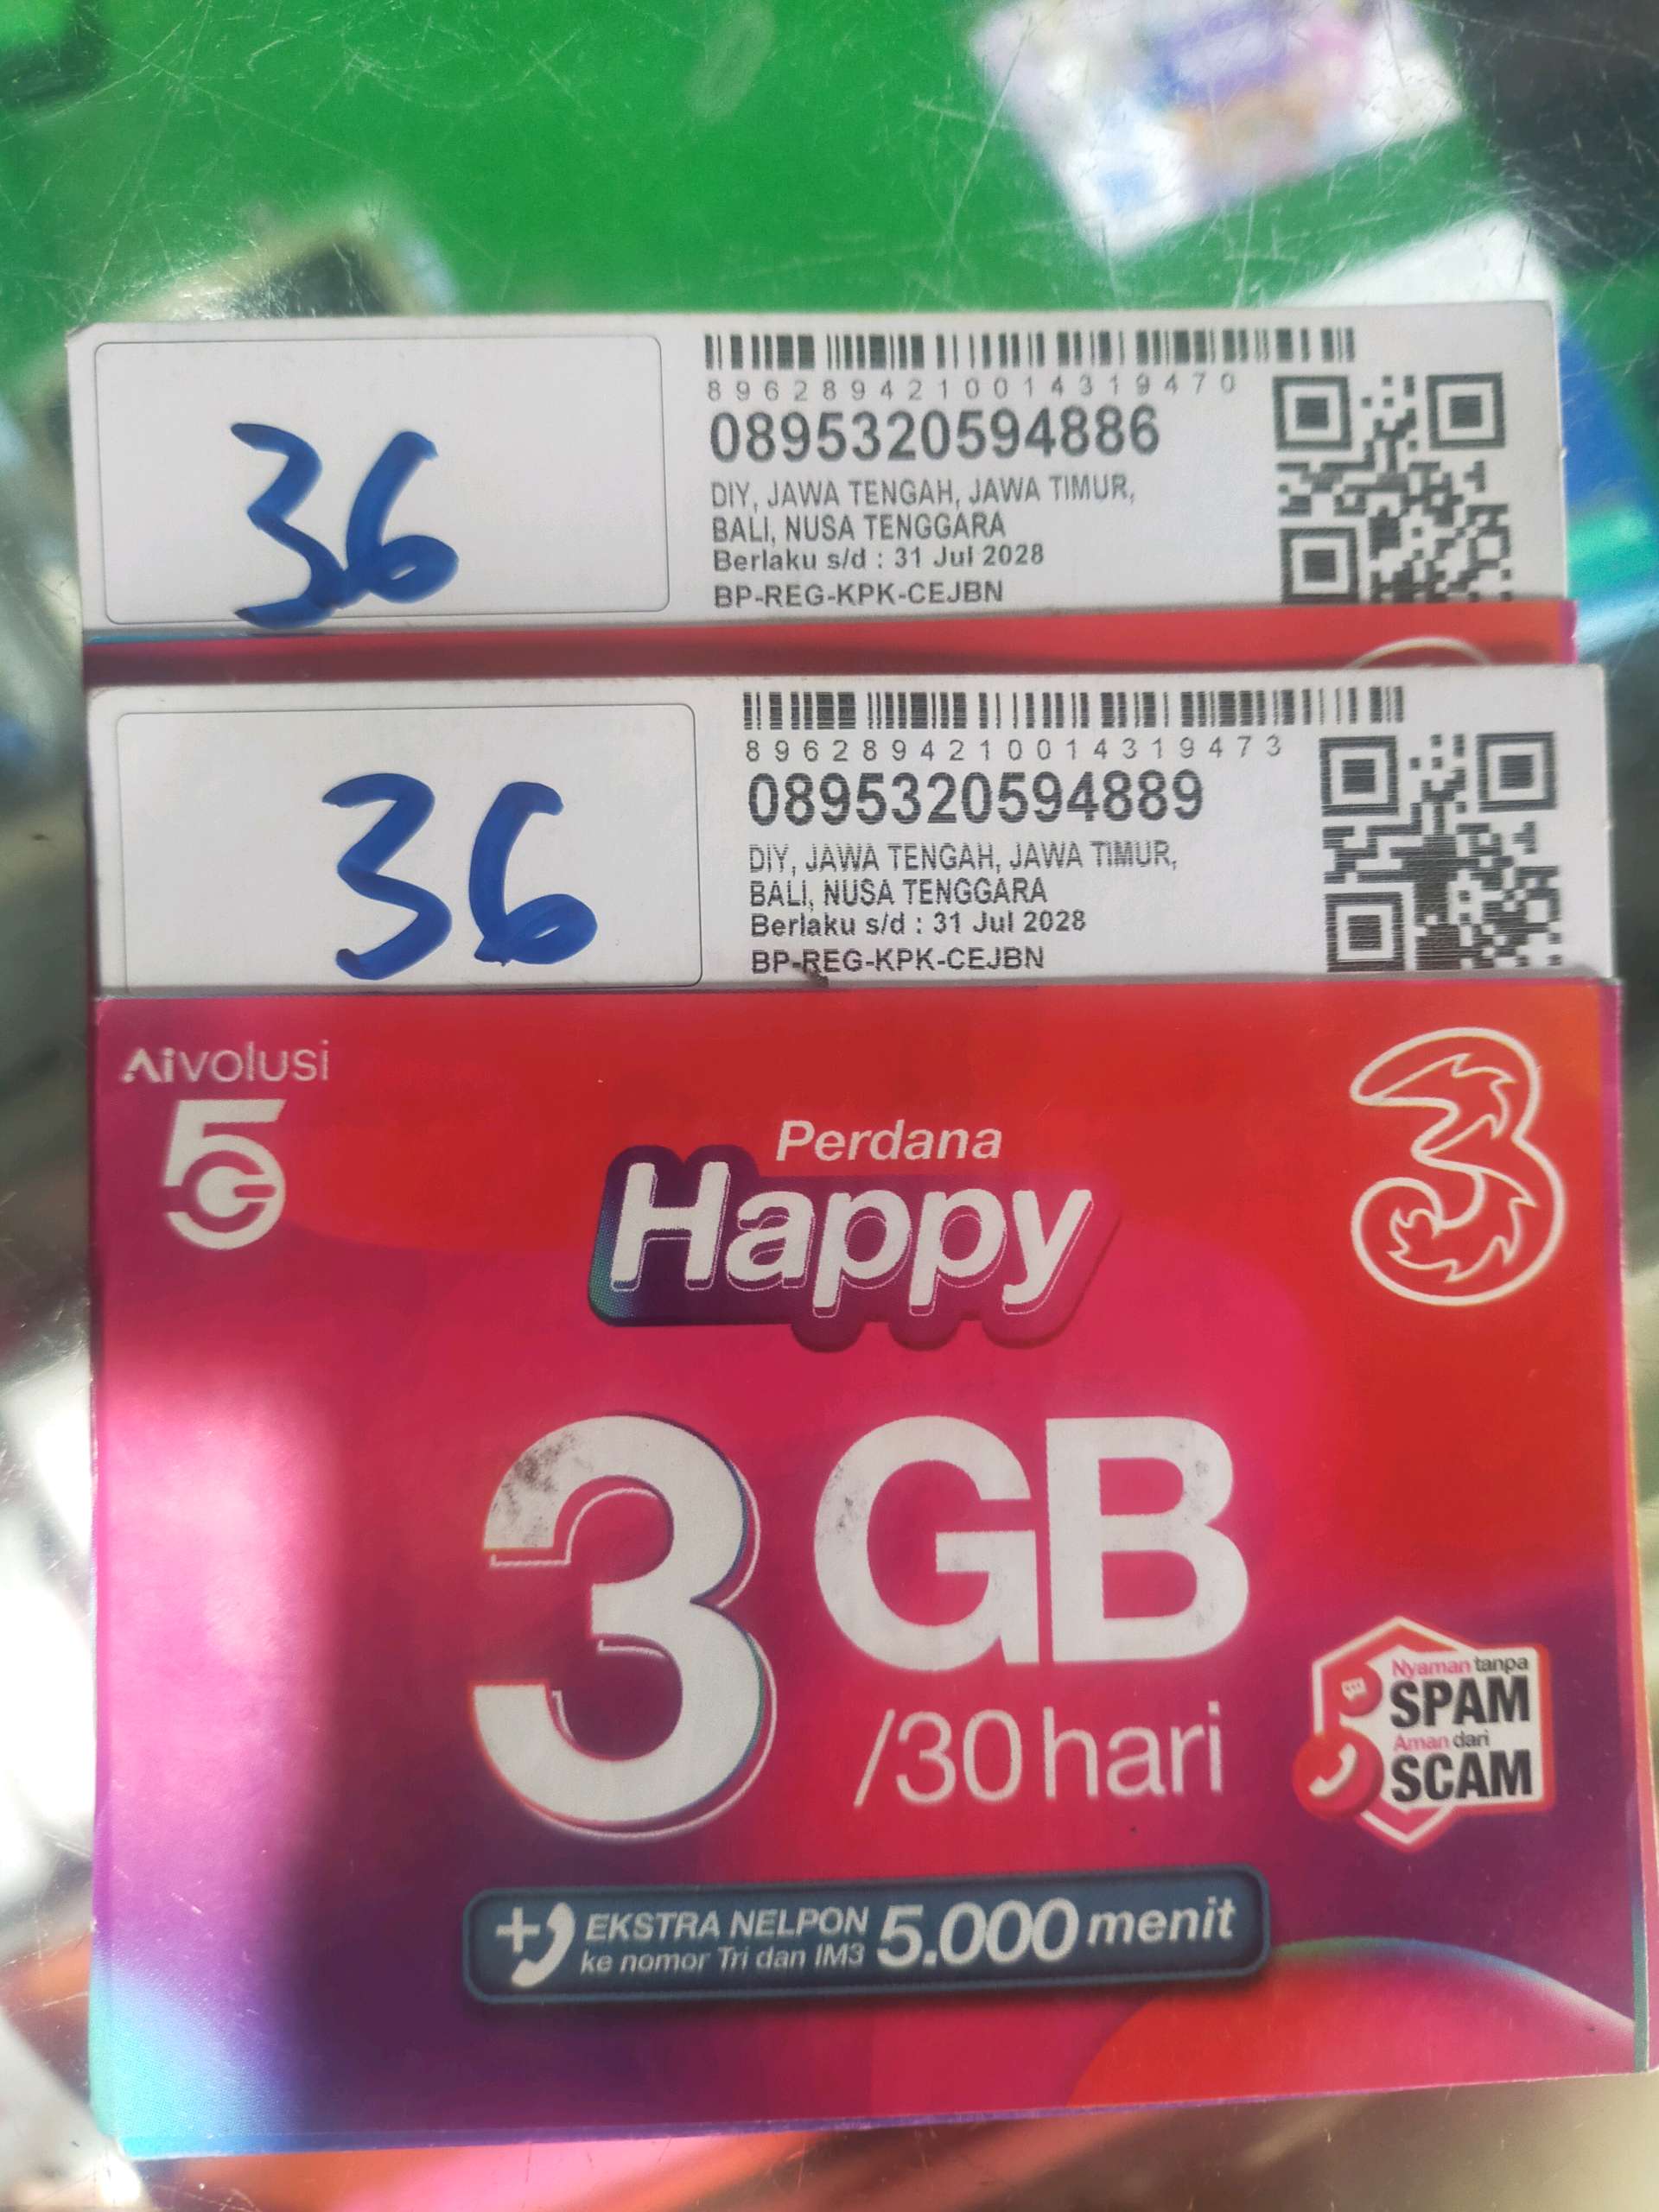 36
8962894210014319470
0895320594886
DIY, JAWA TENGAH, JAWA TIMUR,
BALI, NUSA TENGGARA
Berlaku s/d : 31 Jul 2028
BP-REG-KPK-CEJBN
36
8962894210014319473
0895320594889
DIY, JAWA TENGAH, JAWA TIMUR,
BALI, NUSA TENGGARA
Berlaku s/d : 31 Jul 2028
BP-REG-KPK-CEJBN
Aivolusi
5G
3
Perdana
Happy
3 GB
/30 hari
Nyaman tanpa
SPAM
Aman dari
SCAM
+ EKSTRA NELPON
ke nomor Tri dan IM3
5.000 menit